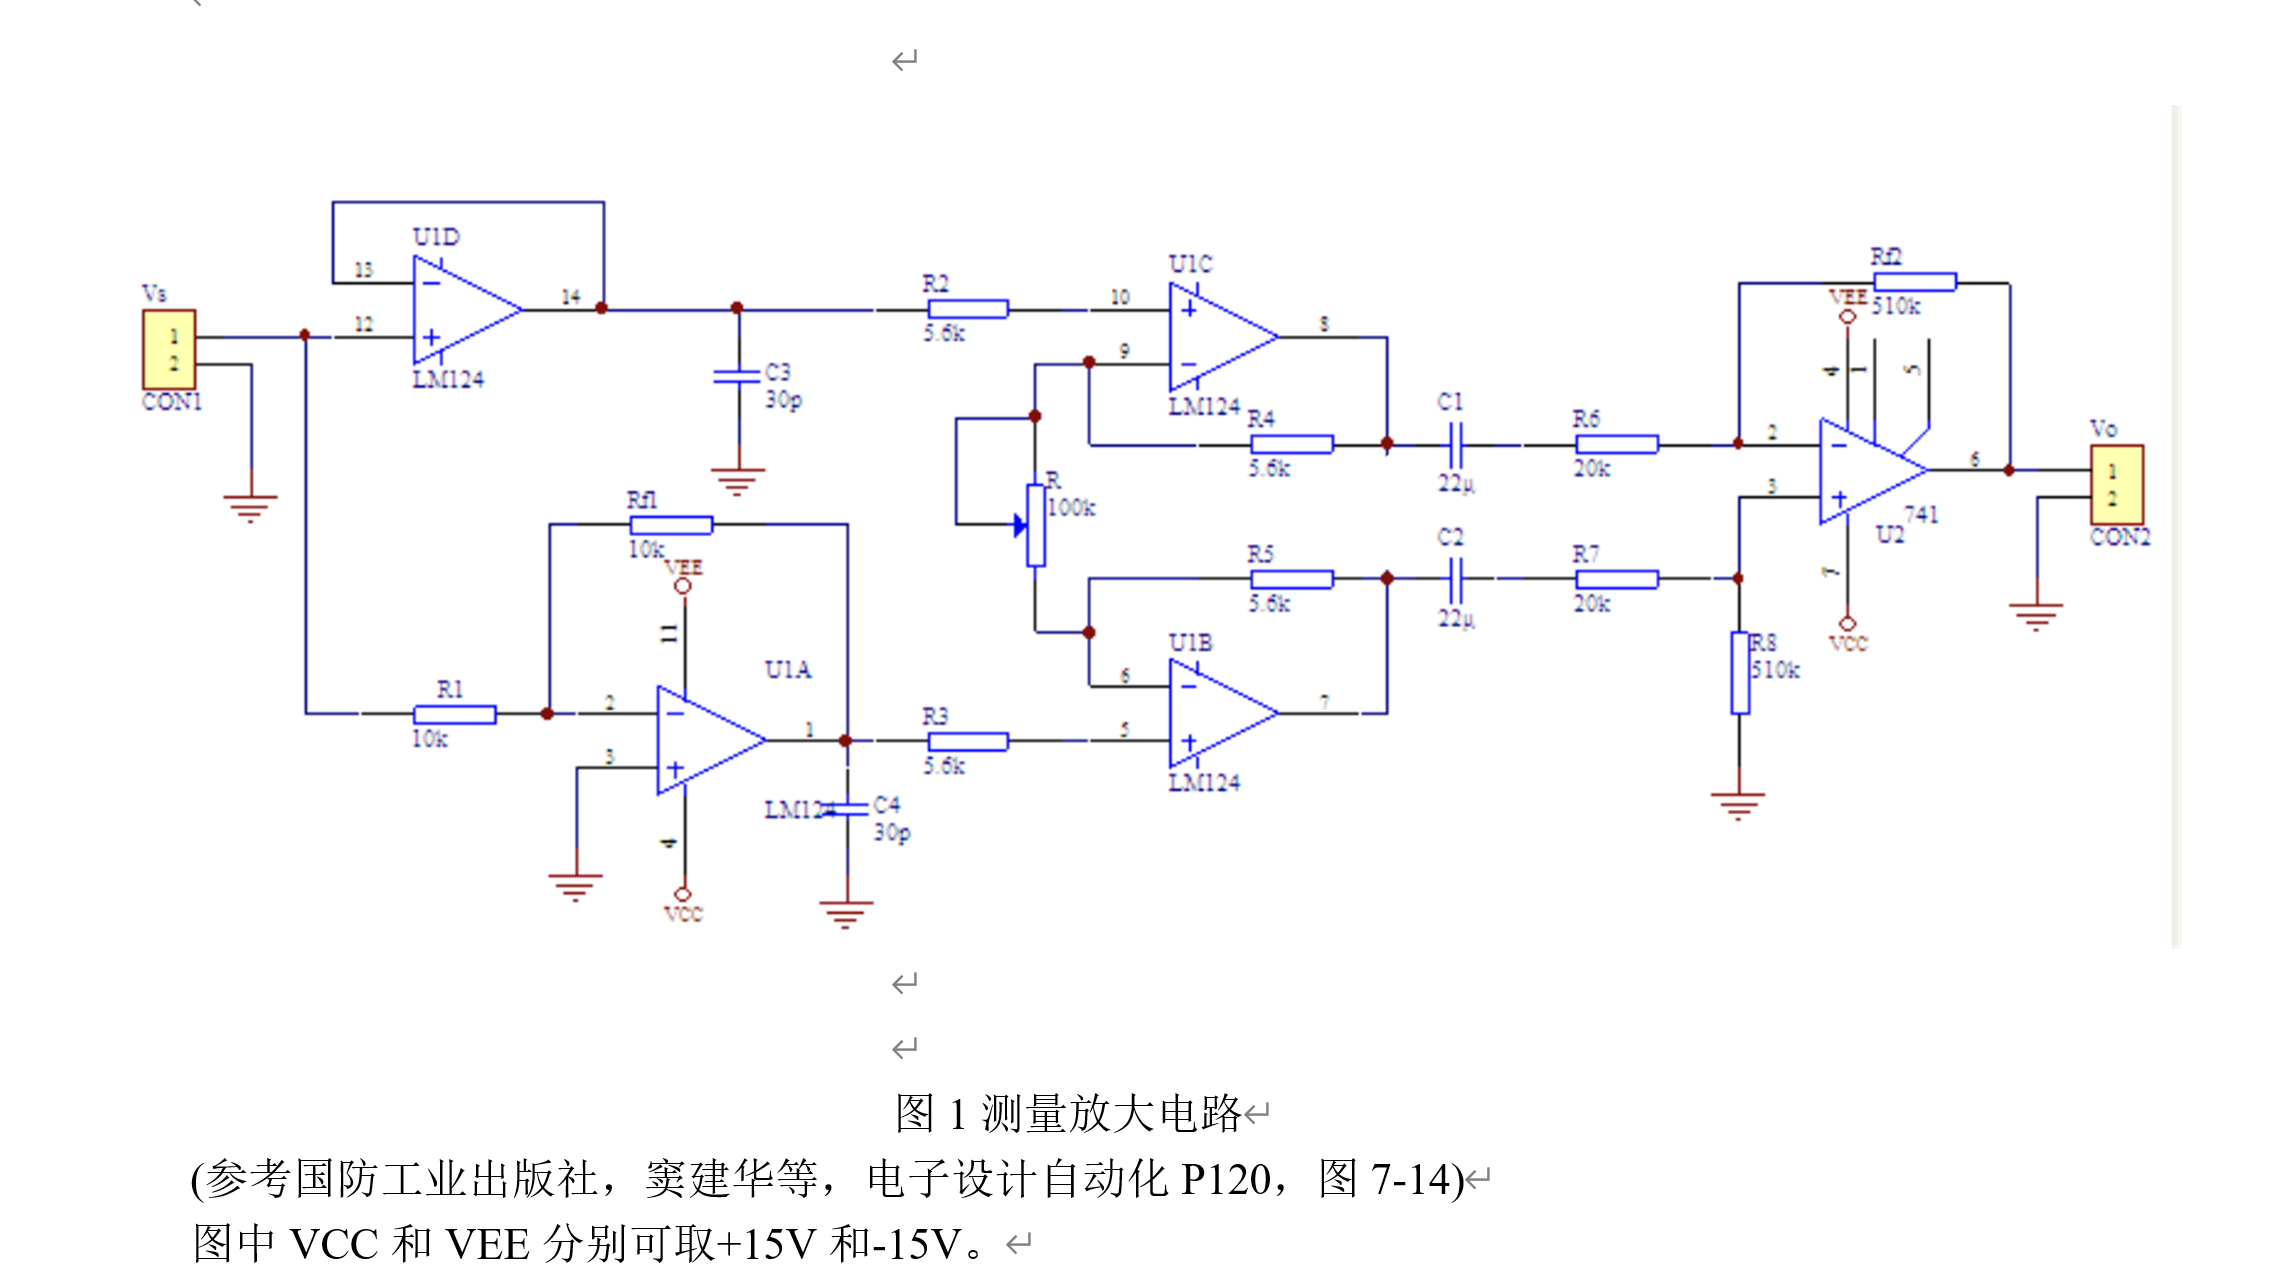 U1D
13
14
12
LM124
Vs
1
2
CON1
C3
30p
R2
5.6k
U1C
10
9
8
LM124
R4
5.6k
C1
22μ
R6
20k
Rf2
510k
VEE
4
1
5
2
3
6
7
741
U2
VCC
Vo
1
2
CON2
R
100k
Rf1
10k
VEE
11
U1A
R1
10k
2
3
1
4
VCC
LM124
C4
30p
R3
5.6k
R5
5.6k
C2
22μ
R7
20k
U1B
6
5
7
LM124
R8
510k
图 1 测量放大电路
(参考国防工业出版社，窦建华等，电子设计自动化 P120，图 7-14)
图中 VCC 和 VEE 分别可取+15V 和-15V。